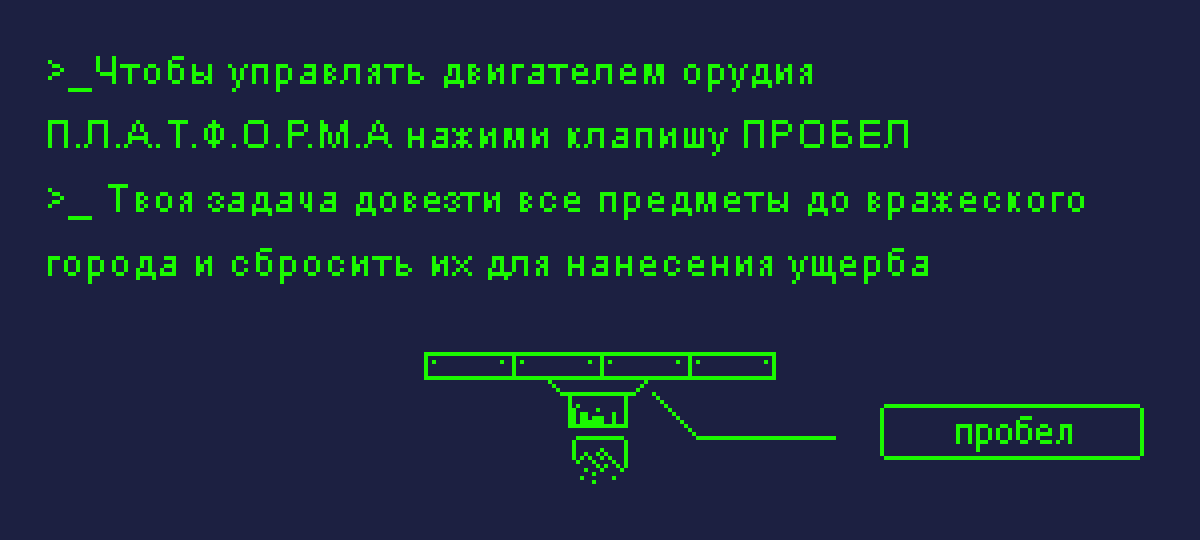 >_Чтобы управлять двигателем орудия
П.Л.А.Т.Ф.О.Р.М.А нажими клапишу ПРОБЕЛ
>_ Твоя задача довезти все предметы до вражеского
города и сбросить их для нанесения ущерба
пробел